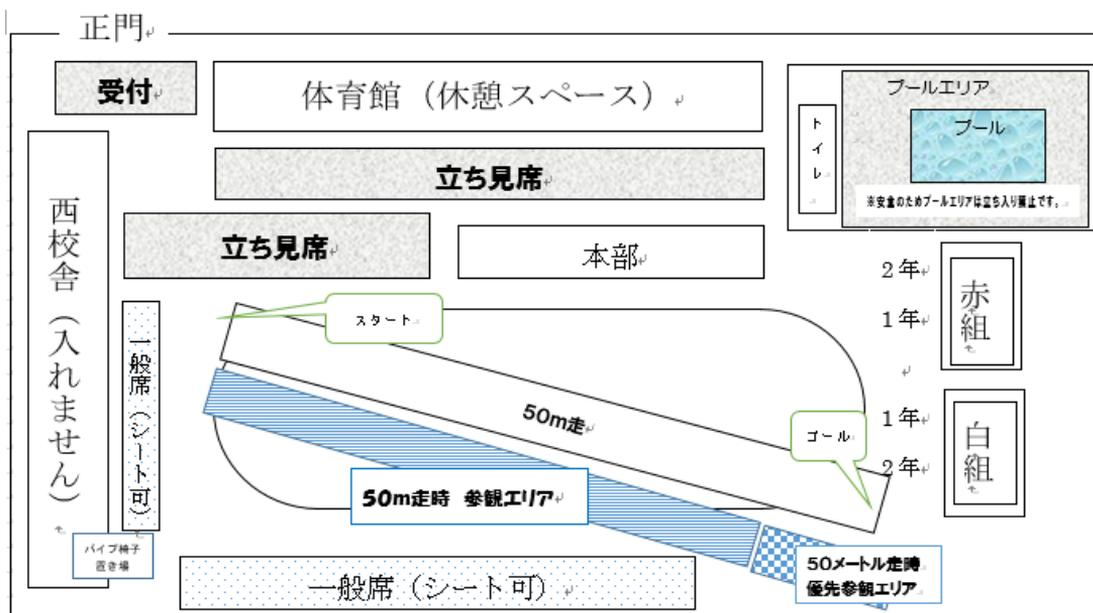 正門
受付
体育館（休憩スペース）
プールエリア
プール
トイレ
※安全のためプールエリアは立ち入り禁止です。
立ち見席
立ち見席
本部
西校舎（入れません）
一般席（シート可）
スタート
50m走
ゴール
２年
１年
赤組
１年
２年
白組
50m走時　参観エリア
パイプ椅子
置き場
一般席（シート可）
50メートル走時
優先参観エリア